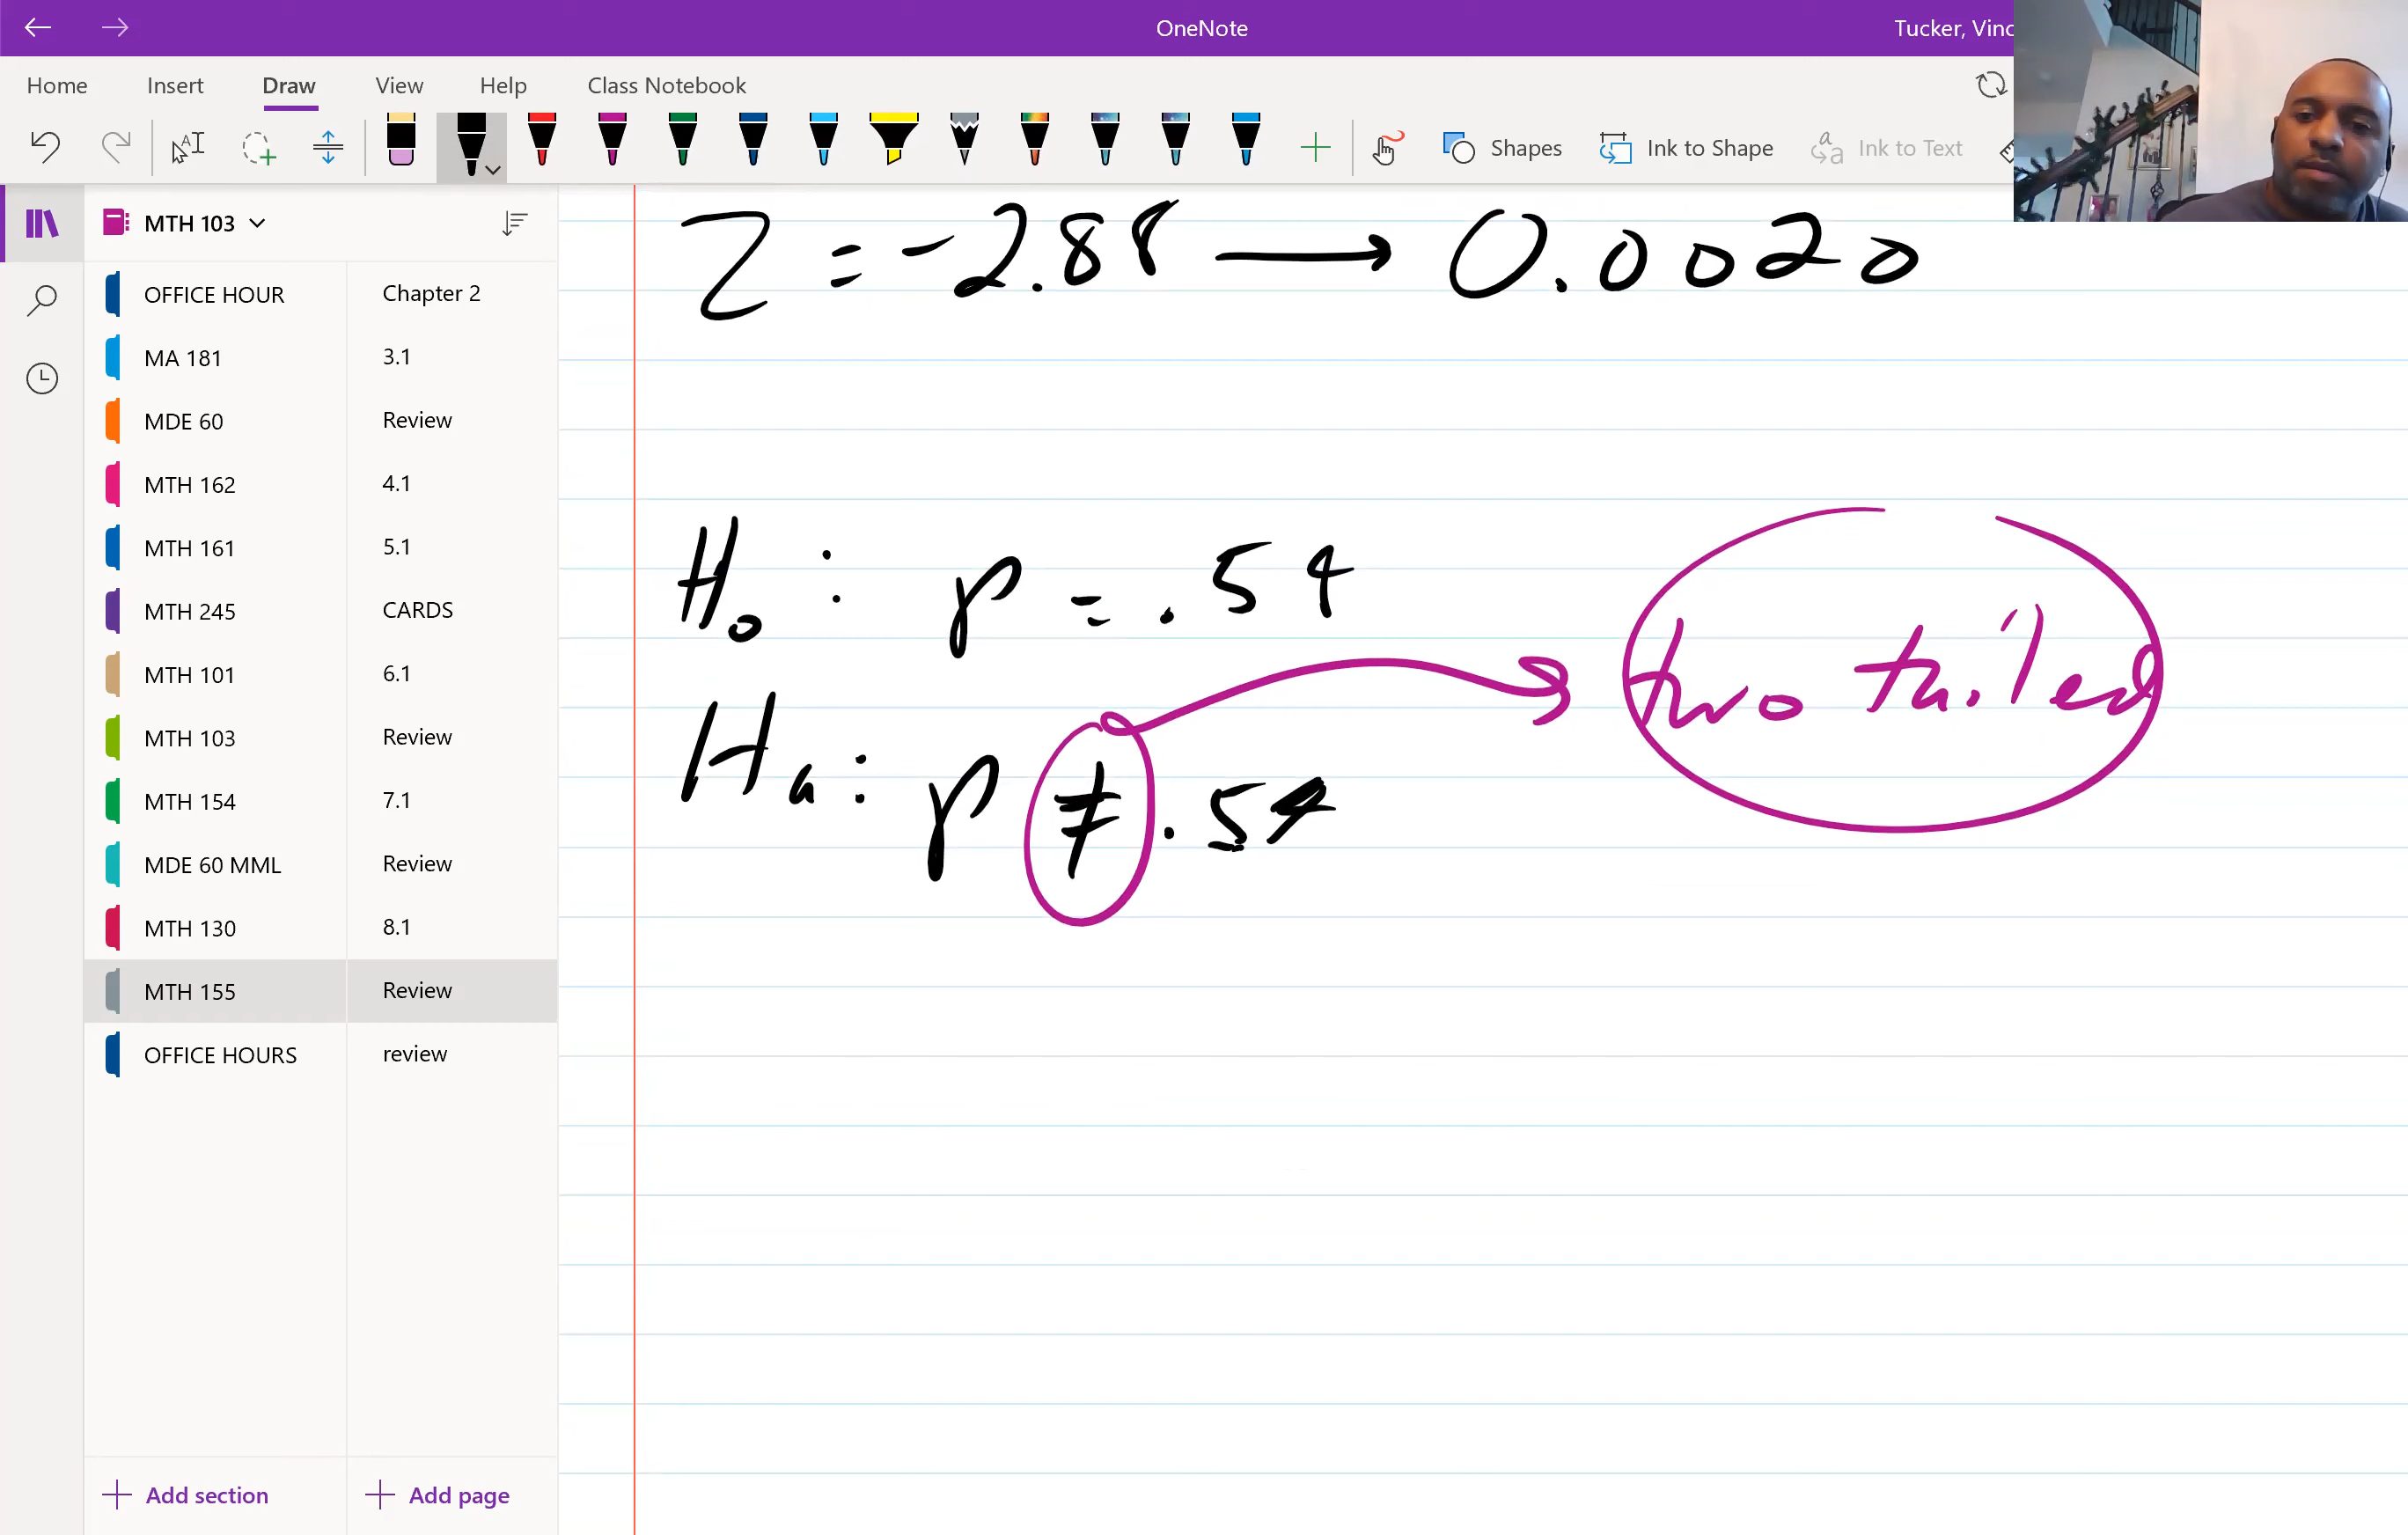 OneNote
Tucker, Vinc
Home Insert Draw View Help Class Notebook
Shapes Ink to Shape Ink to Text
MTH 103
OFFICE HOUR
MA 181
MDE 60
MTH 162
MTH 161
MTH 245
MTH 101
MTH 103
MTH 154
MDE 60 MML
MTH 130
MTH 155
OFFICE HOURS
Add section
Chapter 2
3.1
Review
4.1
5.1
CARDS
6.1
Review
7.1
Review
8.1
Review
review
Add page
Z = -2.88 → 0.0020
H₀ : p = .54
two tailed
Hₐ : p ≠ .54